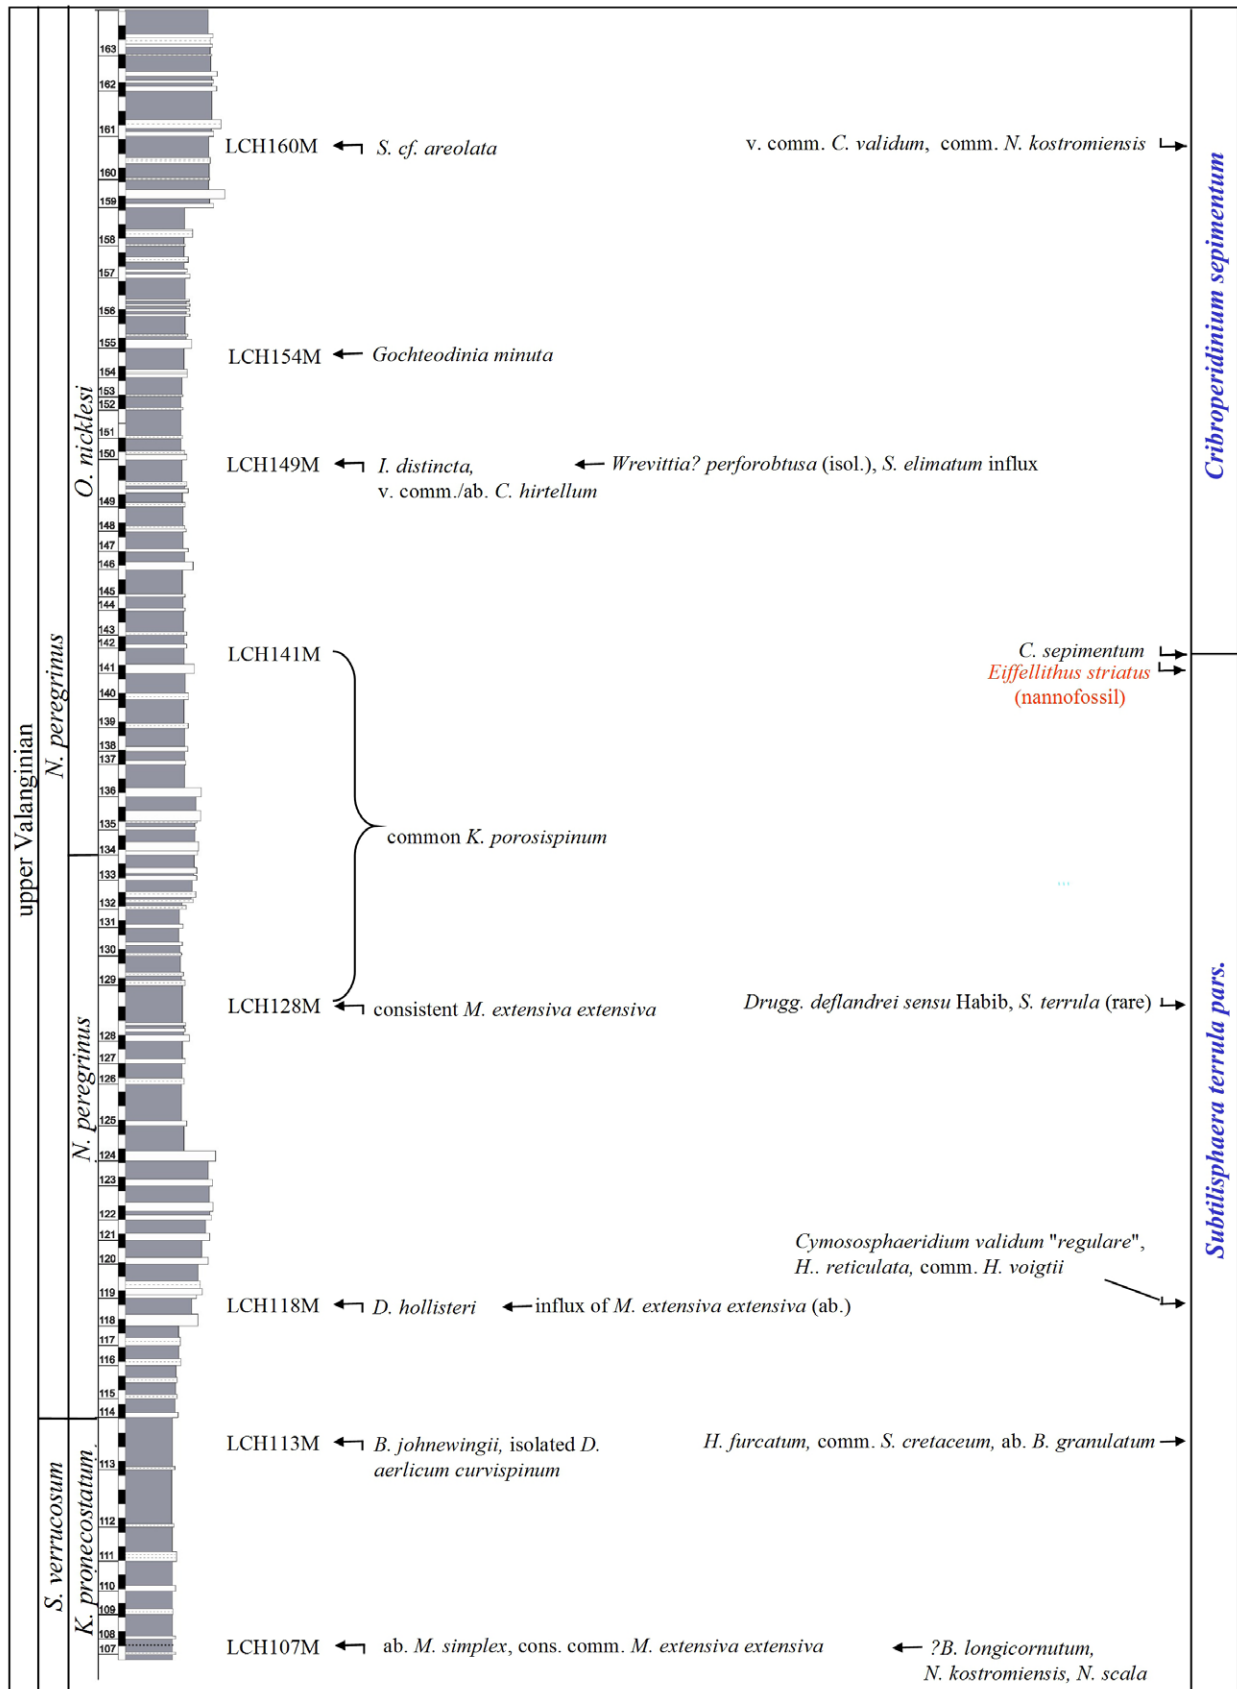 163
162
161
LCH160M
S. cf. areolata
v. comm. C. validum, comm. N. kostromiensis
160
159
158
157
156
155
LCH154M
Gochteodinia minuta
154
153
152
151
150
LCH149M
I. distincta,
v. comm./ab. C. hirtellum
Wrevittia? perforobtusa (isol.), S. elimatum influx
149
148
147
146
145
144
143
142
LCH141M
C. sepimentum
Eiffellithus striatus
(nannofossil)
141
140
139
138
137
136
135
common K. porosispinum
134
133
132
131
130
129
LCH128M
consistent M. extensiva extensiva
Drugg. deflandrei sensu Habib, S. terrula (rare)
128
127
126
125
124
123
122
121
120
Cymososphaeridium validum "regulare",
H.. reticulata, comm. H. voigtii
119
LCH118M
D. hollisteri
influx of M. extensiva extensiva (ab.)
118
117
116
115
114
LCH113M
B. johnewingii, isolated D.
aerlicum curvispinum
H. furcatum, comm. S. cretaceum, ab. B. granulatum
113
112
111
110
109
108
107
LCH107M
ab. M. simplex, cons. comm. M. extensiva extensiva
?B. longicornutum,
N. kostromiensis, N. scala
upper Valanginian
N. peregrinus
S. verrucosum
O. nicklesi
N. peregrinus
K. pronecostatum
Cribroperidinium sepimentum
Subtilisphaera terrula pars.
...